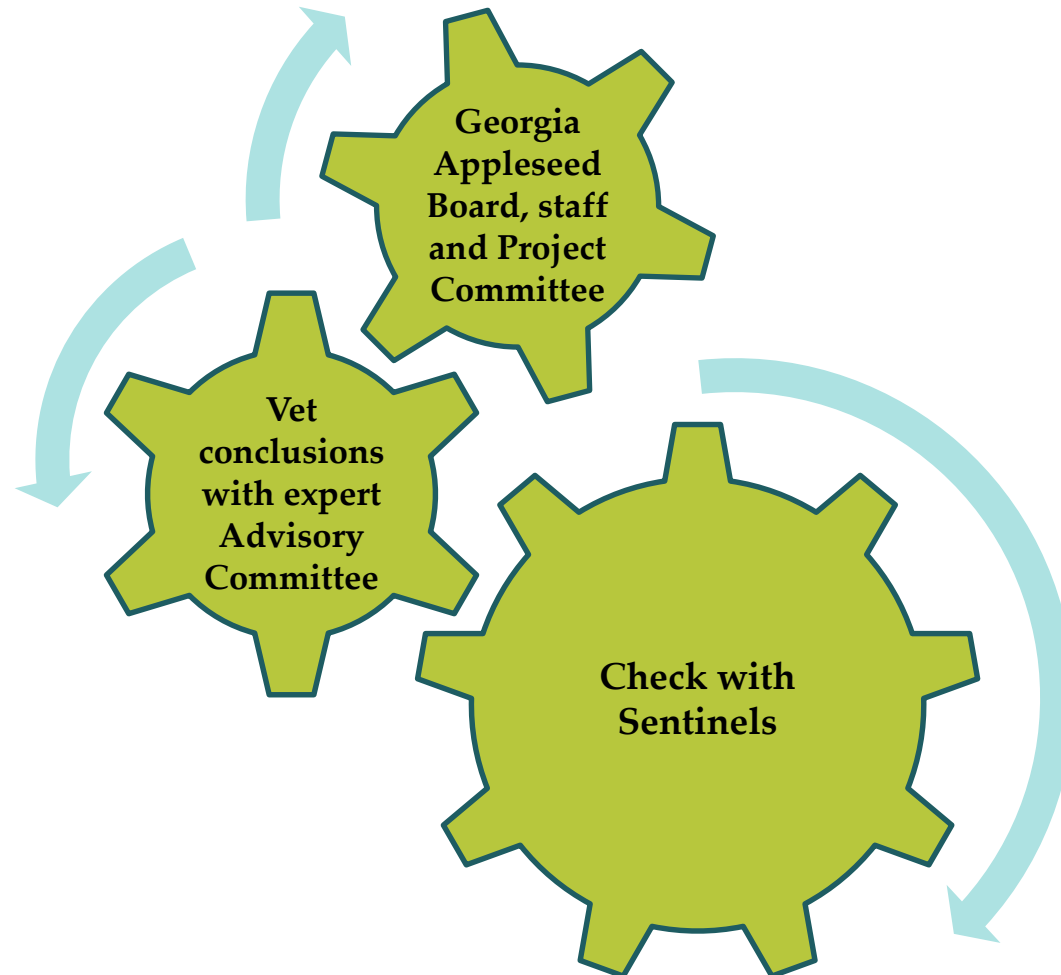 Georgia
Appleseed
Board, staff
and Project
Committee
Vet
conclusions
with expert
Advisory
Committee
Check with
Sentinels